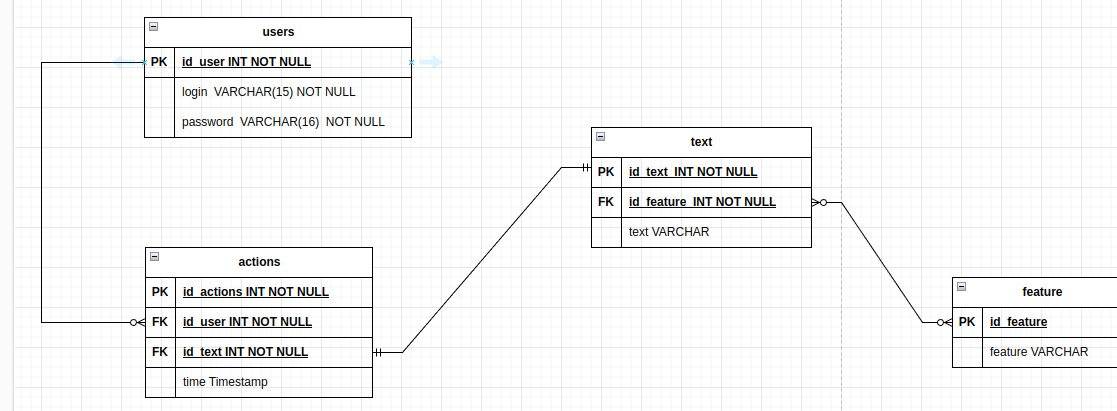 users
PK id_user INT NOT NULL
login VARCHAR(15) NOT NULL
password VARCHAR(16) NOT NULL
text
PK id_text INT NOT NULL
FK id_feature INT NOT NULL
text VARCHAR
actions
PK id_actions INT NOT NULL
FK id_user INT NOT NULL
FK id_text INT NOT NULL
time Timestamp
feature
PK id_feature
feature VARCHAR